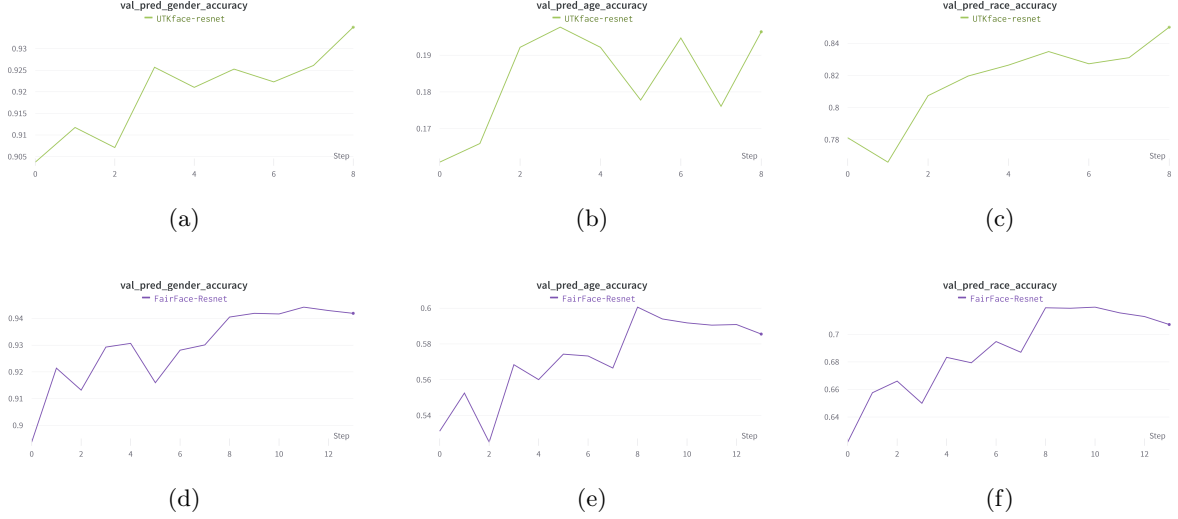 val_pred_gender_accuracy
UTKface-resnet
0.93
0.925
0.92
0.915
0.91
0.905
Step
0 2 4 6 8
(a)
val_pred_age_accuracy
UTKface-resnet
0.19
0.18
0.17
Step
0 2 4 6 8
(b)
val_pred_race_accuracy
UTKface-resnet
0.84
0.82
0.8
0.78
Step
0 2 4 6 8
(c)
val_pred_gender_accuracy
FairFace-Resnet
0.94
0.93
0.92
0.91
0.9
Step
0 2 4 6 8 10 12
(d)
val_pred_age_accuracy
FairFace-Resnet
0.6
0.58
0.56
0.54
Step
0 2 4 6 8 10 12
(e)
val_pred_race_accuracy
FairFace-Resnet
0.7
0.68
0.66
0.64
Step
0 2 4 6 8 10 12
(f)